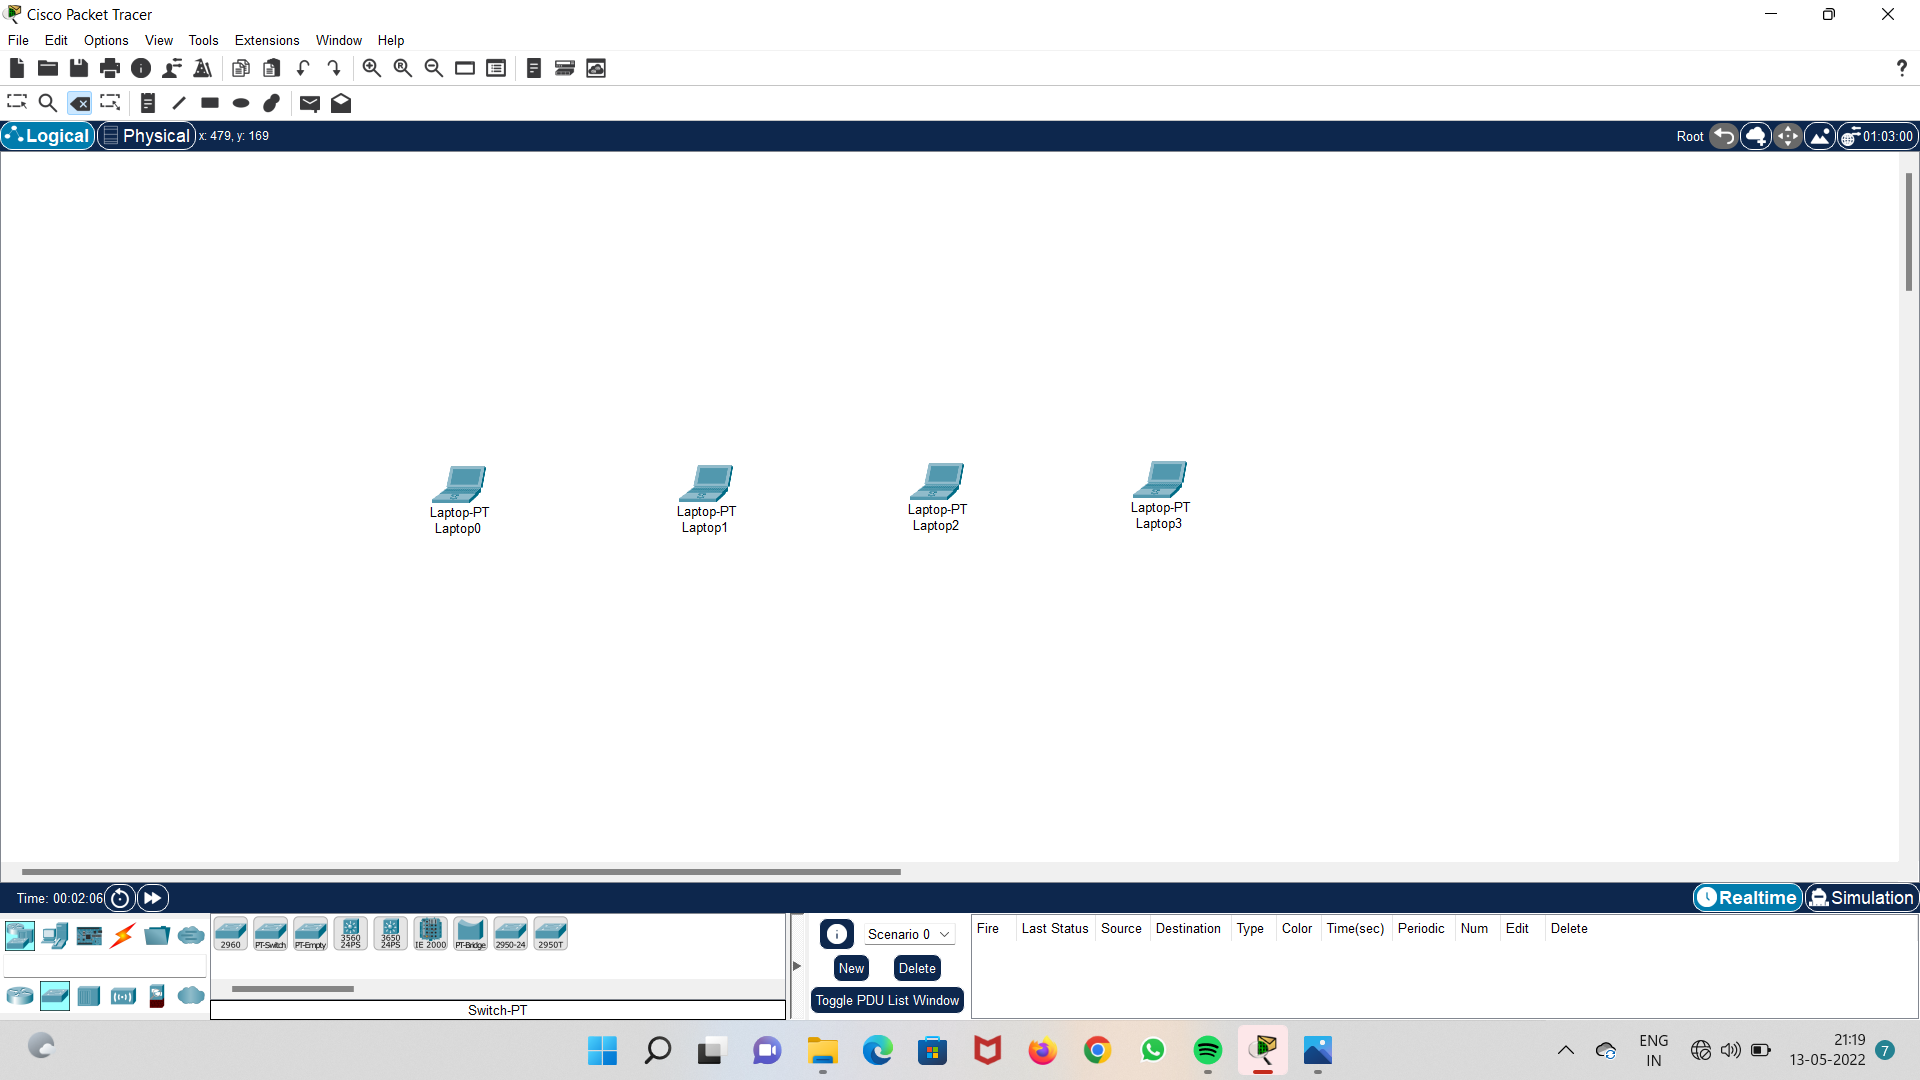 Cisco Packet Tracer
File Edit Options View Tools Extensions Window Help
?
Logical Physical x: 479, y: 169 Root 01:03:00
Laptop-PT
Laptop0
Laptop-PT
Laptop1
Laptop-PT
Laptop2
Laptop-PT
Laptop3
Time: 00:02:06 Realtime Simulation
2960 PT-Switch PT-Empty 3560 24PS 3650 24PS IE 2000 PT-Bridge 2950-24 2950T
Switch-PT
Scenario 0
New Delete
Toggle PDU List Window
Fire Last Status Source Destination Type Color Time(sec) Periodic Num Edit Delete
ENG
IN
21:19
13-05-2022
7